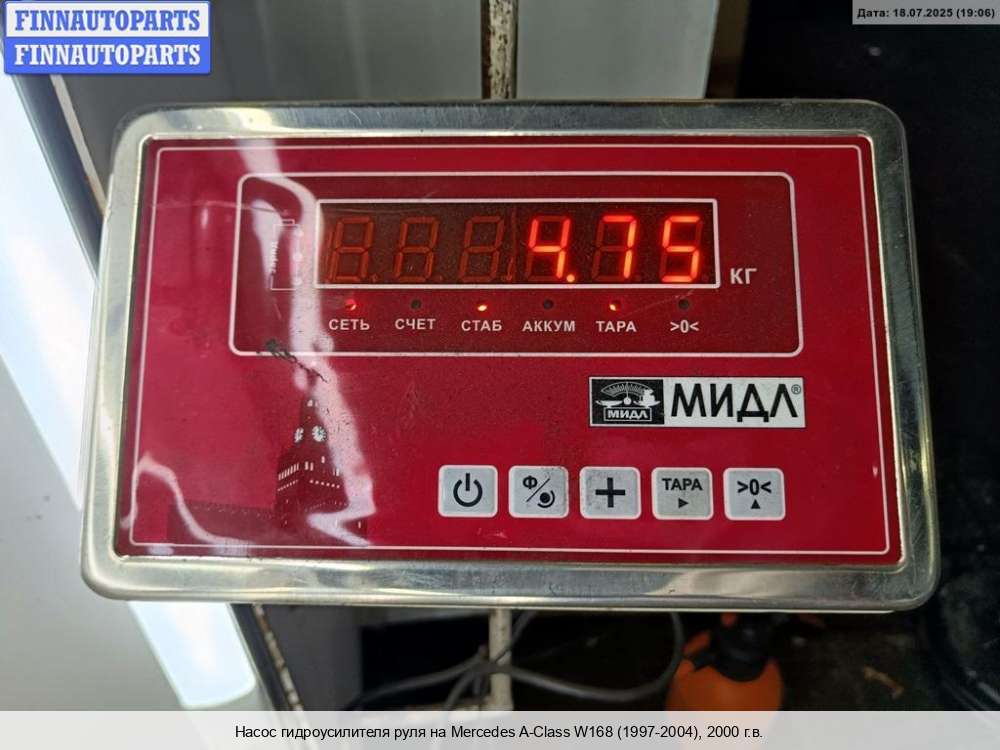 FINNAUTOPARTS
FINNAUTOPARTS
Дата: 18.07.2025 (19:06)
4.75
КГ
СЕТЬ СЧЕТ СТАБ АККУМ ТАРА >0<
МИДЛ МИДЛ®
Ф ТАРА >0<
Насос гидроусилителя руля на Mercedes A-Class W168 (1997-2004), 2000 г.в.